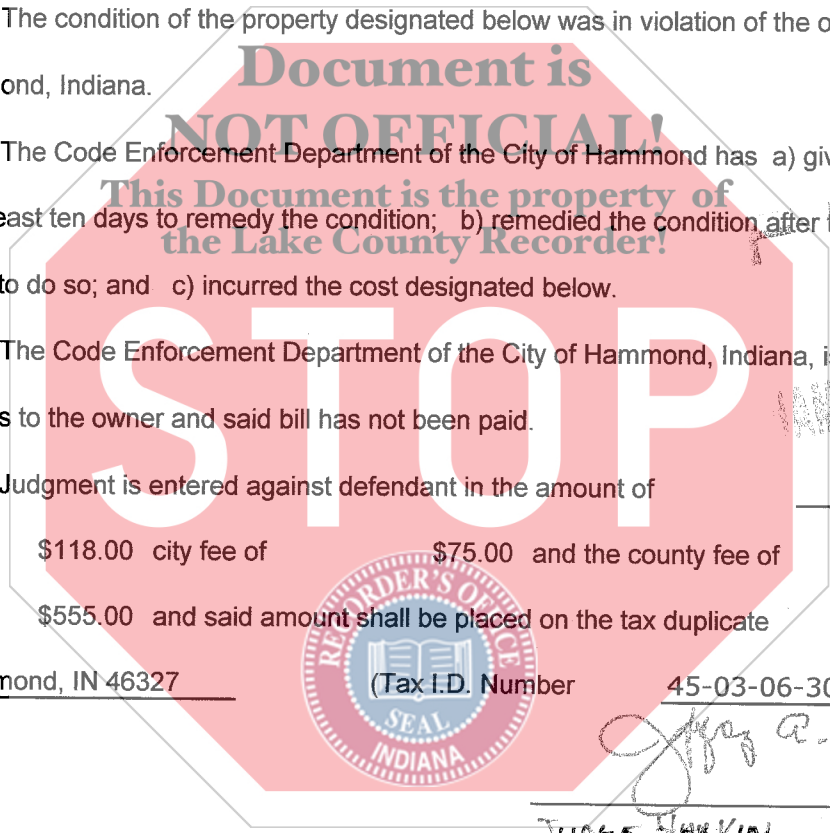 The condition of the property designated below was in violation of the o
Document is
ond, Indiana.
NOT OFFICIAL!
The Code Enforcement Department of the City of Hammond has a) giv
This Document is the property of
east ten days to remedy the condition; b) remedied the condition after
the Lake County Recorder!
to do so; and c) incurred the cost designated below.
The Code Enforcement Department of the City of Hammond, Indiana, i
s to the owner and said bill has not been paid.
STOP
Judgment is entered against defendant in the amount of
$118.00 city fee of $75.00 and the county fee of
$555.00 and said amount shall be placed on the tax duplicate
RECORDER'S OFFICE
mond, IN 46327 (Tax I.D. Number 45-03-06-30
SEAL
INDIANA